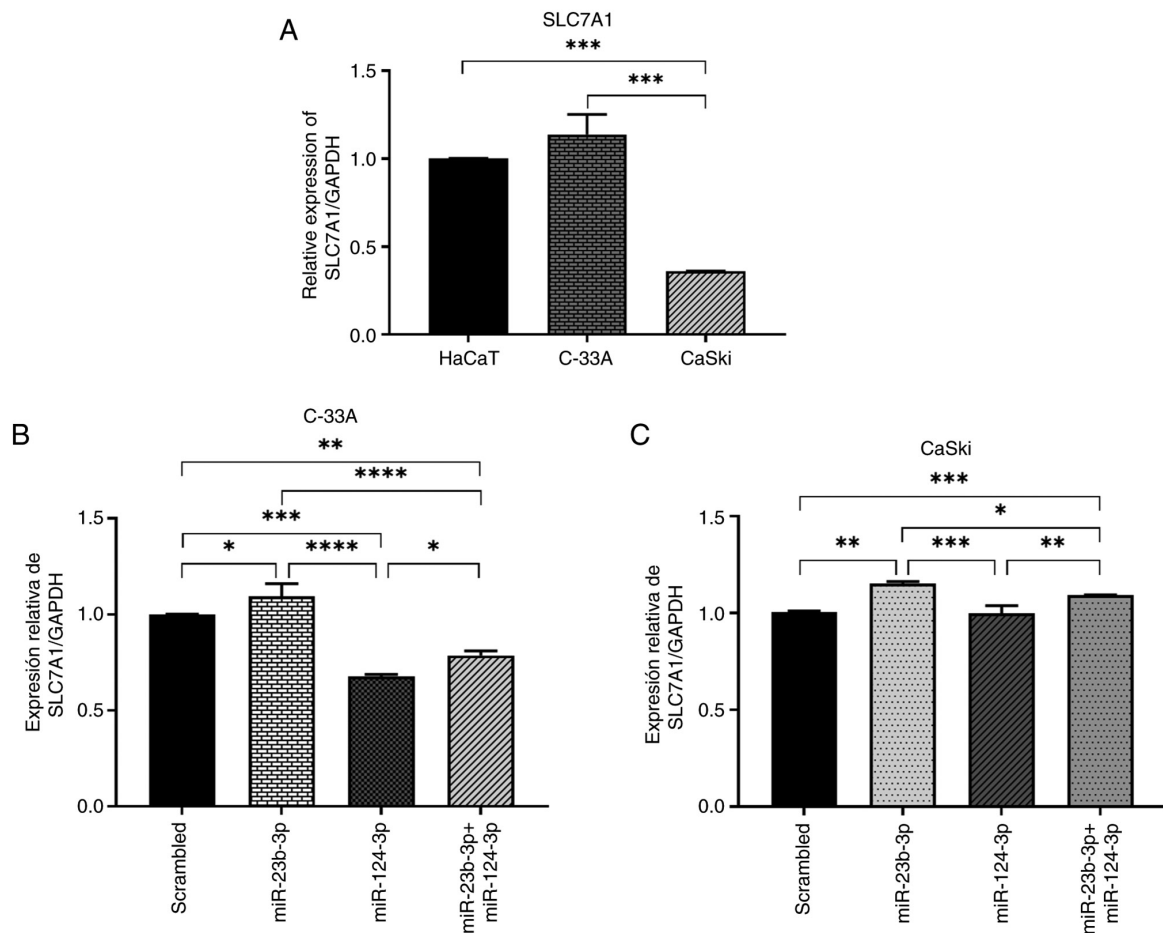 A
SLC7A1
***
***
Relative expression of
SLC7A1/GAPDH
1.5
1.0
0.5
0.0
HaCaT
C-33A
CaSki
B
C-33A
**
****
***
*
****
*
Expresión relativa de
SLC7A1/GAPDH
1.5
1.0
0.5
0.0
Scrambled
miR-23b-3p
miR-124-3p
miR-23b-3p+
miR-124-3p
C
CaSki
***
*
**
***
**
Expresión relativa de
SLC7A1/GAPDH
1.5
1.0
0.5
0.0
Scrambled
miR-23b-3p
miR-124-3p
miR-23b-3p+
miR-124-3p